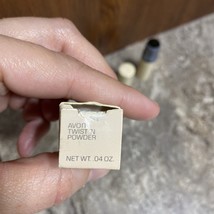 AVON
TWIST'N
POWDER
NET WT. .04 OZ.